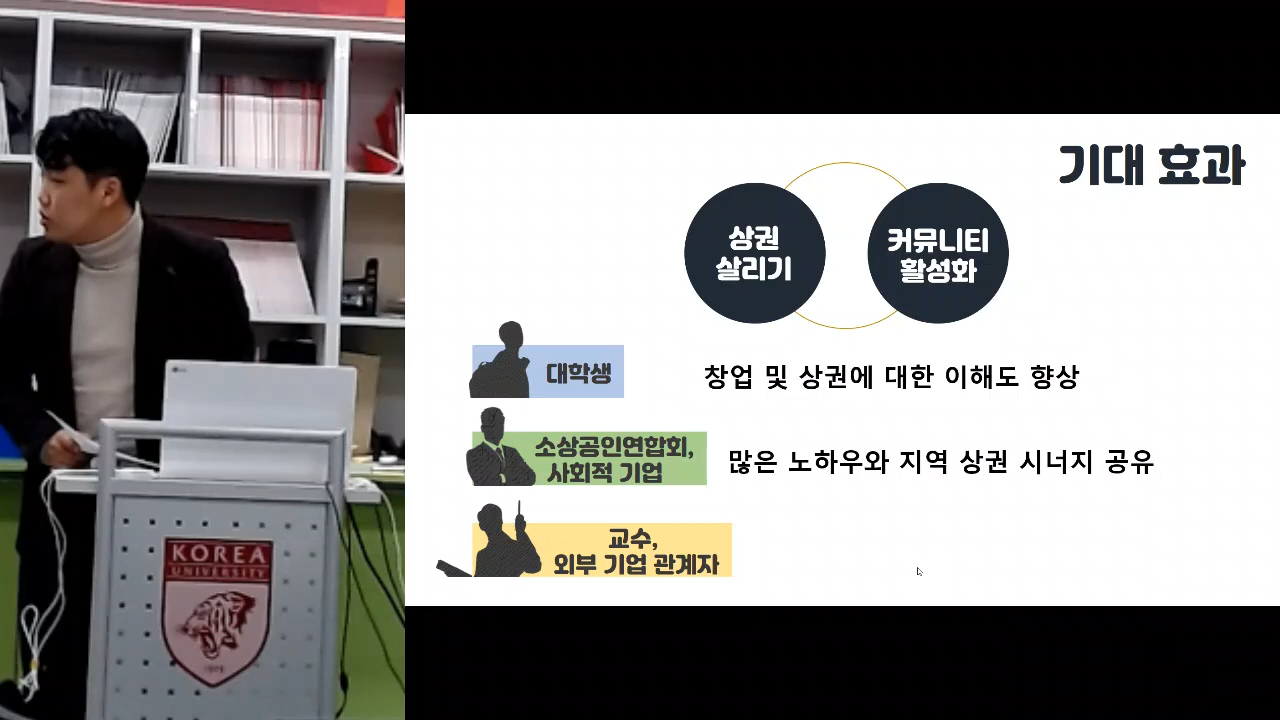 KOREA
UNIVERSITY
기대 효과
상권
살리기
커뮤니티
활성화
대학생
창업 및 상권에 대한 이해도 향상
소상공인연합회,
사회적 기업
많은 노하우와 지역 상권 시너지 공유
교수,
외부 기업 관계자